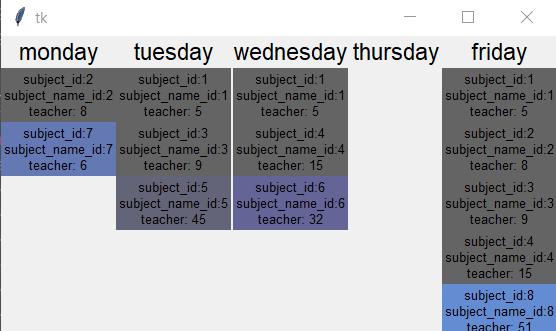 tk
monday
subject_id:2
subject_name_id:2
teacher: 8
subject_id:7
subject_name_id:7
teacher: 6
tuesday
subject_id:1
subject_name_id:1
teacher: 5
subject_id:3
subject_name_id:3
teacher: 9
subject_id:5
subject_name_id:5
teacher: 45
wednesday
subject_id:1
subject_name_id:1
teacher: 5
subject_id:4
subject_name_id:4
teacher: 15
subject_id:6
subject_name_id:6
teacher: 32
thursday
friday
subject_id:1
subject_name_id:1
teacher: 5
subject_id:2
subject_name_id:2
teacher: 8
subject_id:3
subject_name_id:3
teacher: 9
subject_id:4
subject_name_id:4
teacher: 15
subject_id:8
subject_name_id:8
teacher: 51